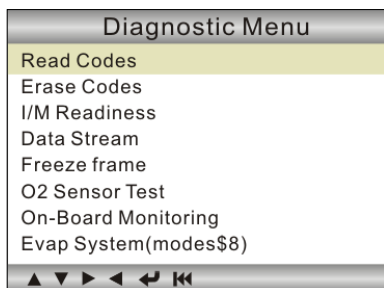 Diagnostic Menu
Read Codes
Erase Codes
I/M Readiness
Data Stream
Freeze frame
O2 Sensor Test
On-Board Monitoring
Evap System(modes$8)